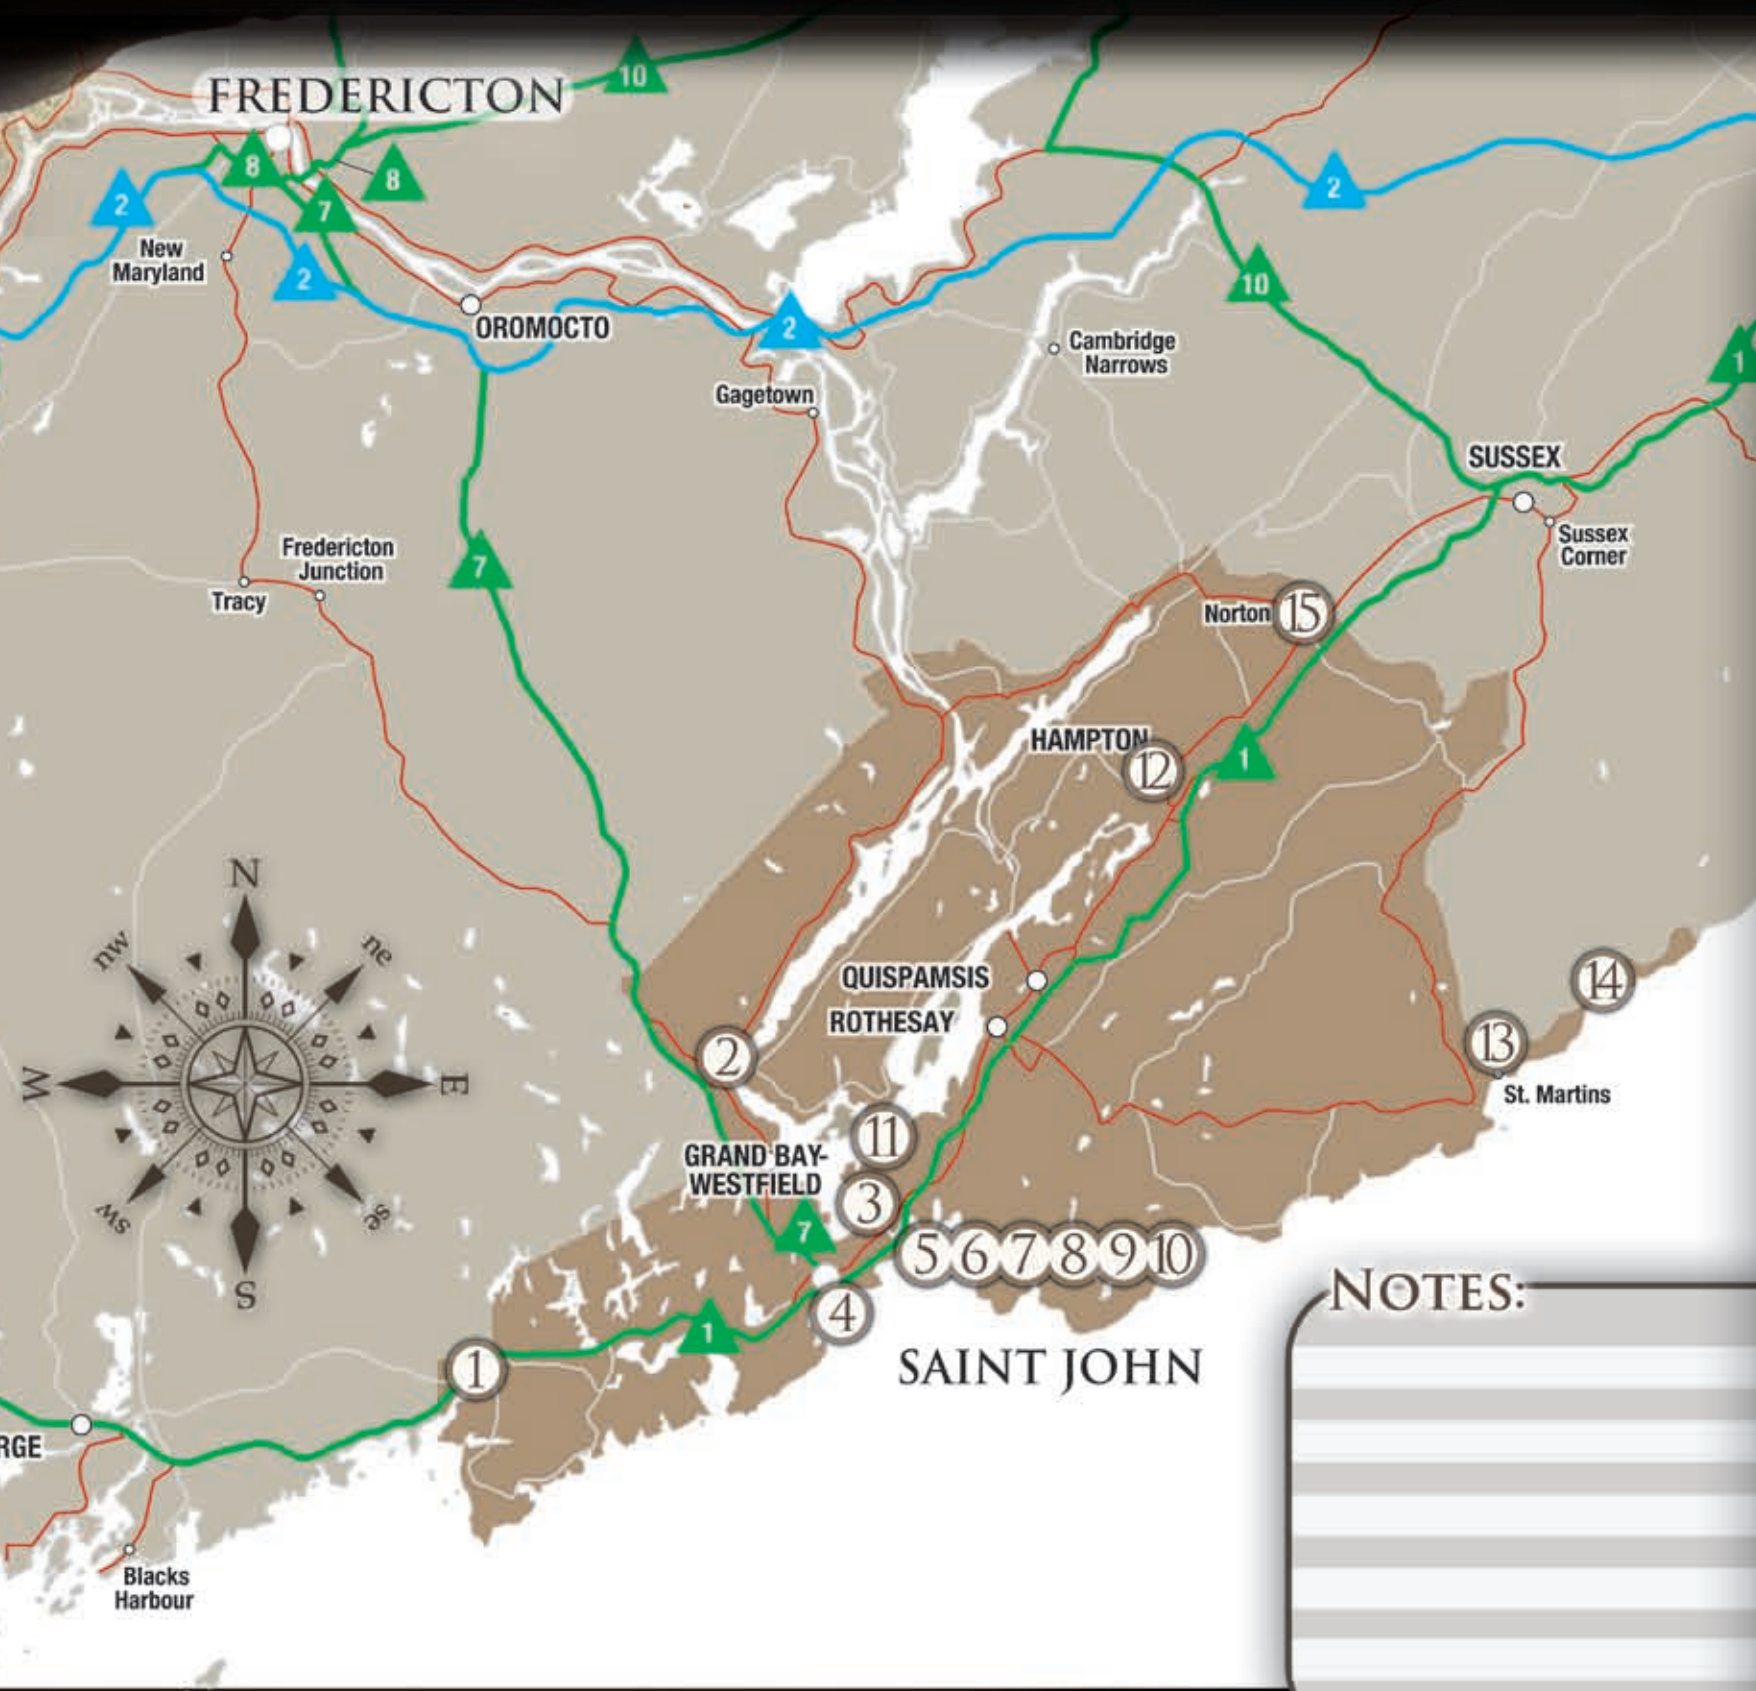 10
FREDERICTON
8
8
2
7
2
2
New
Maryland
2
10
OROMOCTO
2
Cambridge
Narrows
1
Gagetown
SUSSEX
Sussex
Corner
Fredericton
Junction
7
Tracy
Norton
15
HAMPTON
12
1
N
nw
ne
W
E
sw
se
S
QUISPAMSIS
14
ROTHESAY
2
13
St. Martins
11
GRAND BAY-
WESTFIELD
3
7
5 6 7 8 9 10
4
1
SAINT JOHN
1
NOTES:
RGE
Blacks
Harbour